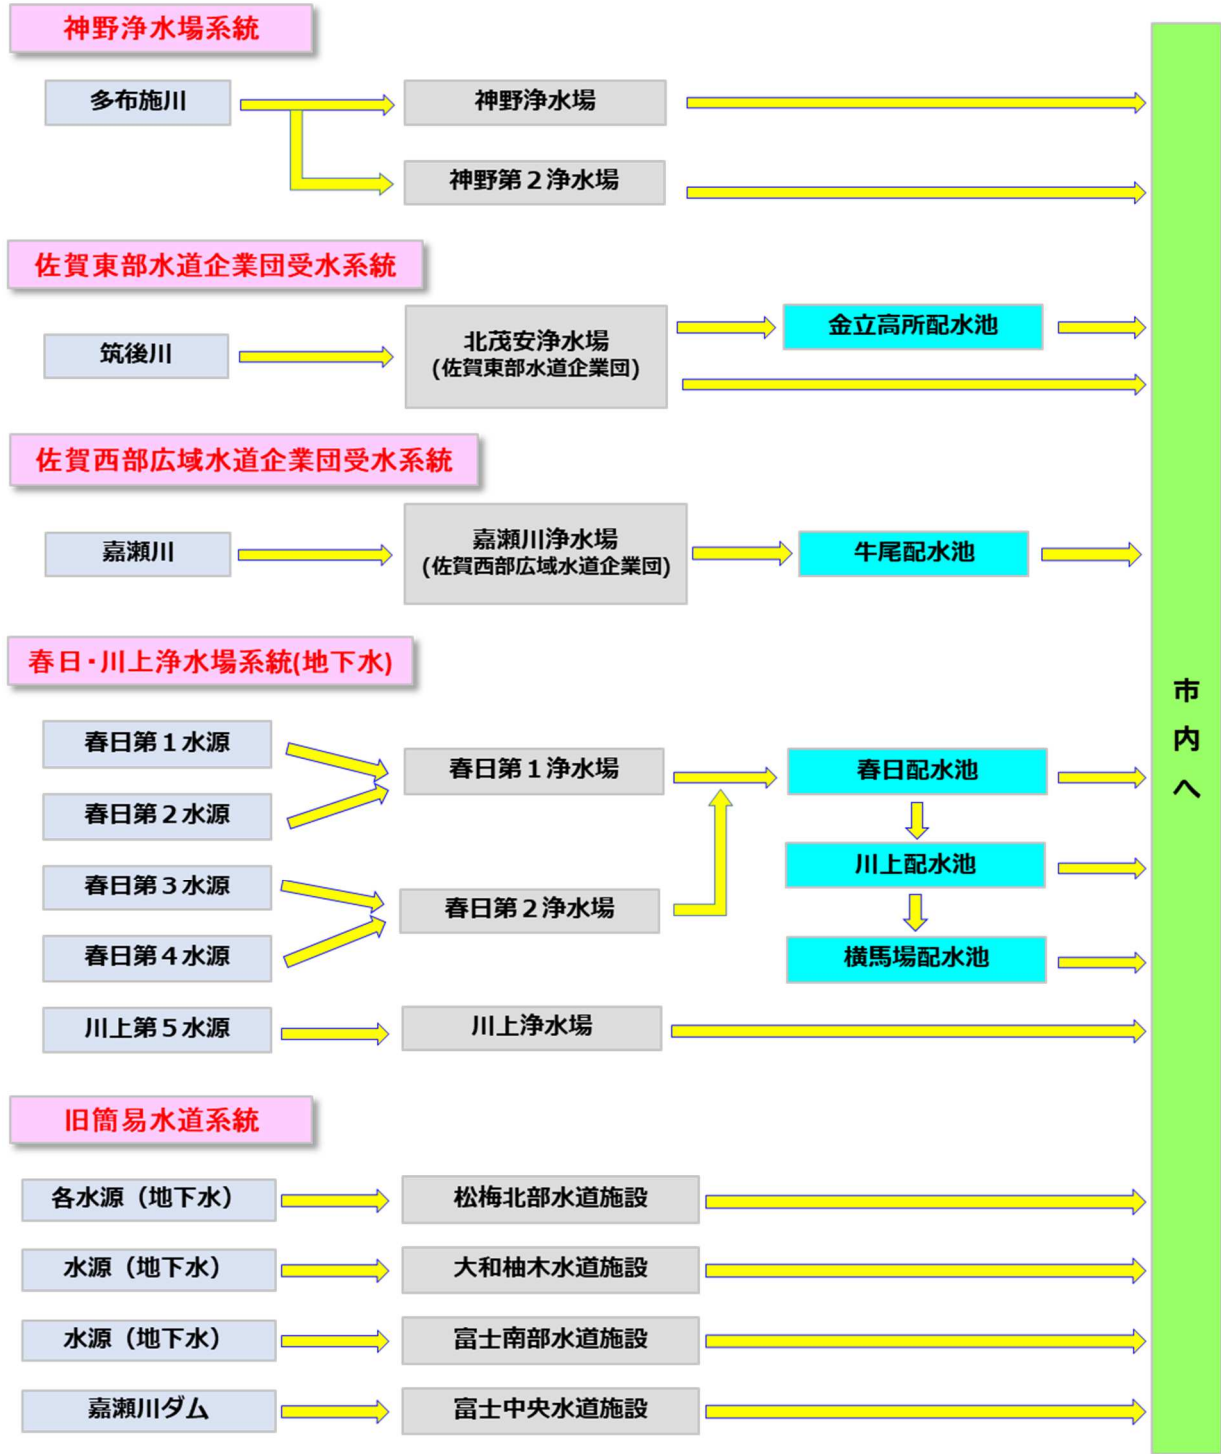 神野浄水場系統
多布施川
神野浄水場
神野第２浄水場
佐賀東部水道企業団受水系統
筑後川
北茂安浄水場
(佐賀東部水道企業団)
金立高所配水池
佐賀西部広域水道企業団受水系統
嘉瀬川
嘉瀬川浄水場
(佐賀西部広域水道企業団)
牛尾配水池
春日・川上浄水場系統(地下水)
春日第１水源
春日第２水源
春日第３水源
春日第４水源
川上第５水源
春日第１浄水場
春日第２浄水場
川上浄水場
春日配水池
川上配水池
横馬場配水池
旧簡易水道系統
各水源（地下水）
松梅北部水道施設
水源（地下水）
大和柚木水道施設
水源（地下水）
富士南部水道施設
嘉瀬川ダム
富士中央水道施設
市内へ